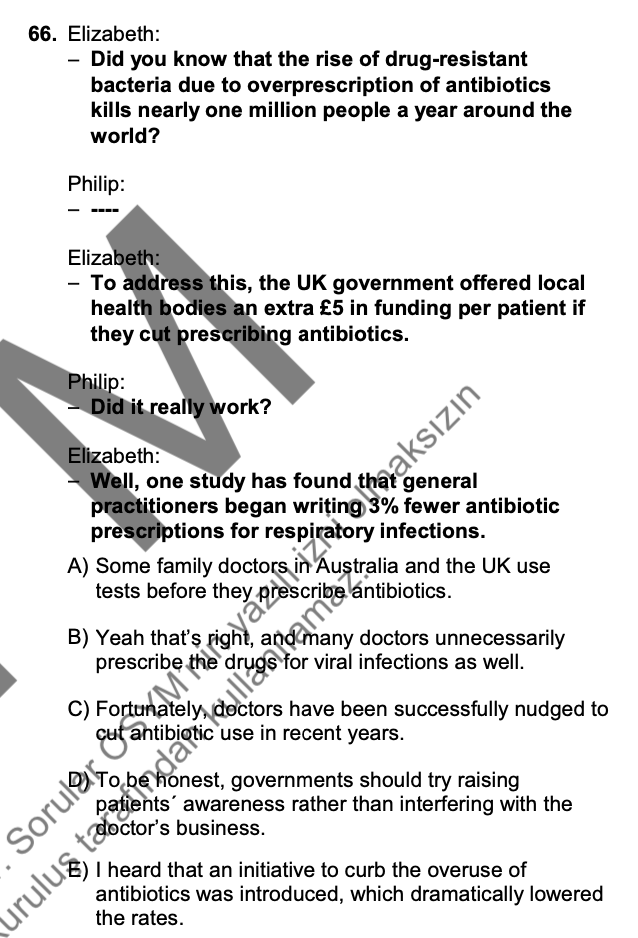 66. Elizabeth:
– Did you know that the rise of drug-resistant
bacteria due to overprescription of antibiotics
kills nearly one million people a year around the
world?
Philip:
– ----
Elizabeth:
– To address this, the UK government offered local
health bodies an extra £5 in funding per patient if
they cut prescribing antibiotics.
Philip:
– Did it really work?
Elizabeth:
– Well, one study has found that general
practitioners began writing 3% fewer antibiotic
prescriptions for respiratory infections.
A) Some family doctors in Australia and the UK use
tests before they prescribe antibiotics.
B) Yeah that’s right, and many doctors unnecessarily
prescribe the drugs for viral infections as well.
C) Fortunately, doctors have been successfully nudged to
cut antibiotic use in recent years.
D) To be honest, governments should try raising
patients´ awareness rather than interfering with the
doctor’s business.
E) I heard that an initiative to curb the overuse of
antibiotics was introduced, which dramatically lowered
the rates.
M
. Sorular ÖSYM'nin yazılı izni olmaksızın
kuruluş tarafından kullanılamaz.